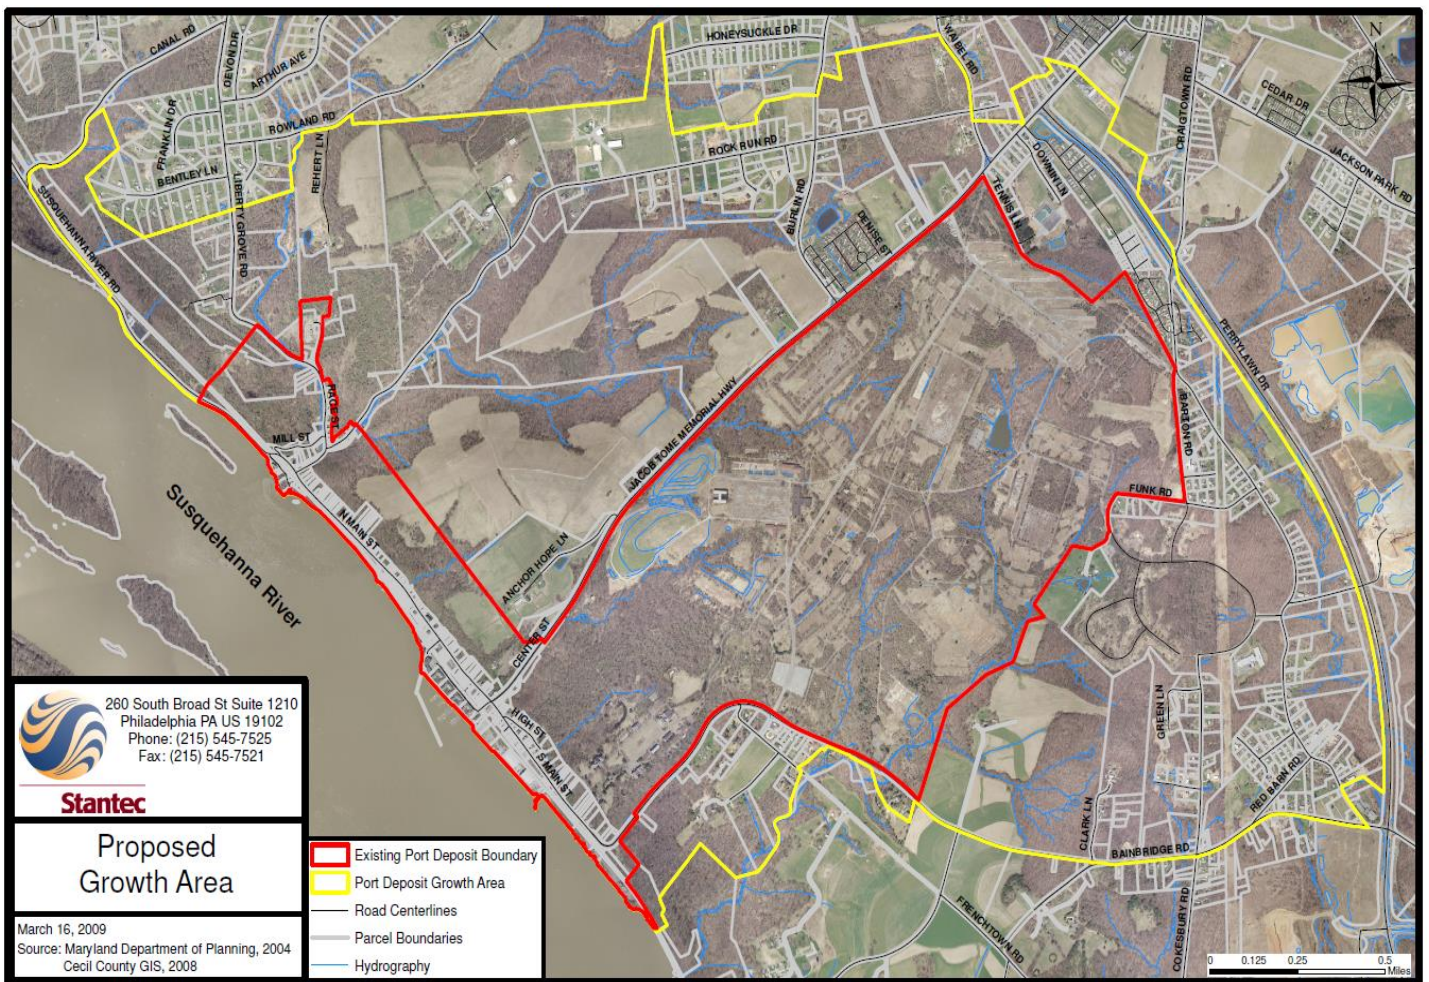 CANAL RD
DEVON DR
ARTHUR AVE
HONEYSUCKLE DR
WAIBEL RD
N
CRAIGTOWN RD
CEDAR DR
FRANKLIN DR
ROWLAND RD
REHERT LN
ROCK RUN RD
DOWNIN LN
JACKSON PARK RD
BENTLEY LN
LIBERTY GROVE RD
BURLIN RD
DENISE ST
TENNIS LN
SUSQUEHANNA RIVER RD
PERRYLAWN DR
RACE ST
JACOB TOME MEMORIAL HWY
BARTON RD
MILL ST
FUNK RD
N MAIN ST
Susquehanna River
ANCHOR HOPE LN
CENTER ST
HIGH ST
S MAIN ST
GREEN LN
RED BARN RD
CLARK LN
BAINBRIDGE RD
FRENCHTOWN RD
COKESBURY RD
260 South Broad St Suite 1210
Philadelphia PA US 19102
Phone: (215) 545-7525
Fax: (215) 545-7521
Stantec
Proposed
Growth Area
March 16, 2009
Source: Maryland Department of Planning, 2004
Cecil County GIS, 2008
Existing Port Deposit Boundary
Port Deposit Growth Area
Road Centerlines
Parcel Boundaries
Hydrography
0 0.125 0.25 0.5
Miles